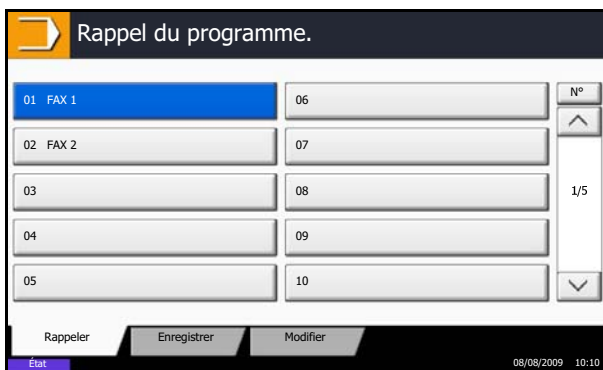 Rappel du programme.
01 FAX 1
06
N°
02 FAX 2
07
03
08
1/5
04
09
05
10
Rappeler
Enregistrer
Modifier
État
08/08/2009 10:10